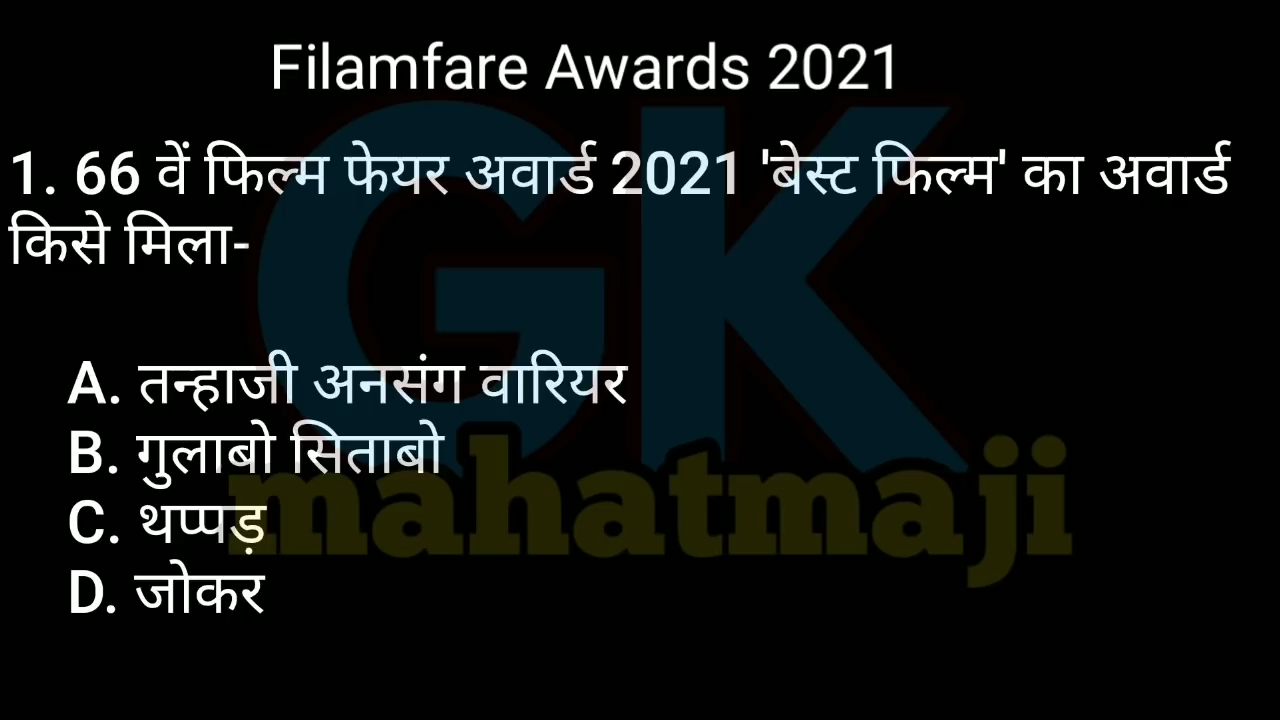 Filamfare Awards 2021
1. 66 वें फिल्म फेयर अवार्ड 2021 'बेस्ट फिल्म' का अवार्ड
किसे मिला-
A. तन्हाजी अनसंग वारियर
B. गुलाबो सिताबो
C. थप्पड़
D. जोकर
GK
mahatmaji